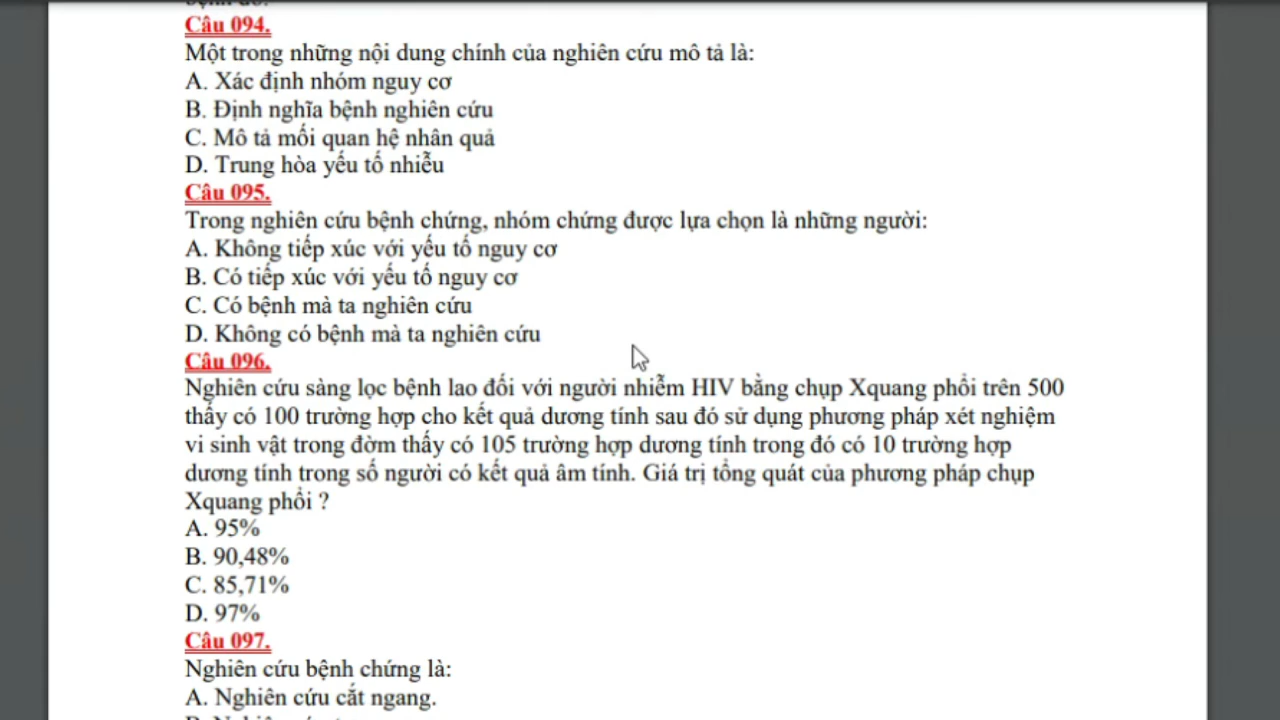 Câu 094.
Một trong những nội dung chính của nghiên cứu mô tả là:
A. Xác định nhóm nguy cơ
B. Định nghĩa bệnh nghiên cứu
C. Mô tả mối quan hệ nhân quả
D. Trung hòa yếu tố nhiễu
Câu 095.
Trong nghiên cứu bệnh chứng, nhóm chứng được lựa chọn là những người:
A. Không tiếp xúc với yếu tố nguy cơ
B. Có tiếp xúc với yếu tố nguy cơ
C. Có bệnh mà ta nghiên cứu
D. Không có bệnh mà ta nghiên cứu
Câu 096.
Nghiên cứu sàng lọc bệnh lao đối với người nhiễm HIV bằng chụp Xquang phổi trên 500
thấy có 100 trường hợp cho kết quả dương tính sau đó sử dụng phương pháp xét nghiệm
vi sinh vật trong đờm thấy có 105 trường hợp dương tính trong đó có 10 trường hợp
dương tính trong số người có kết quả âm tính. Giá trị tổng quát của phương pháp chụp
Xquang phổi ?
A. 95%
B. 90,48%
C. 85,71%
D. 97%
Câu 097.
Nghiên cứu bệnh chứng là:
A. Nghiên cứu cắt ngang.